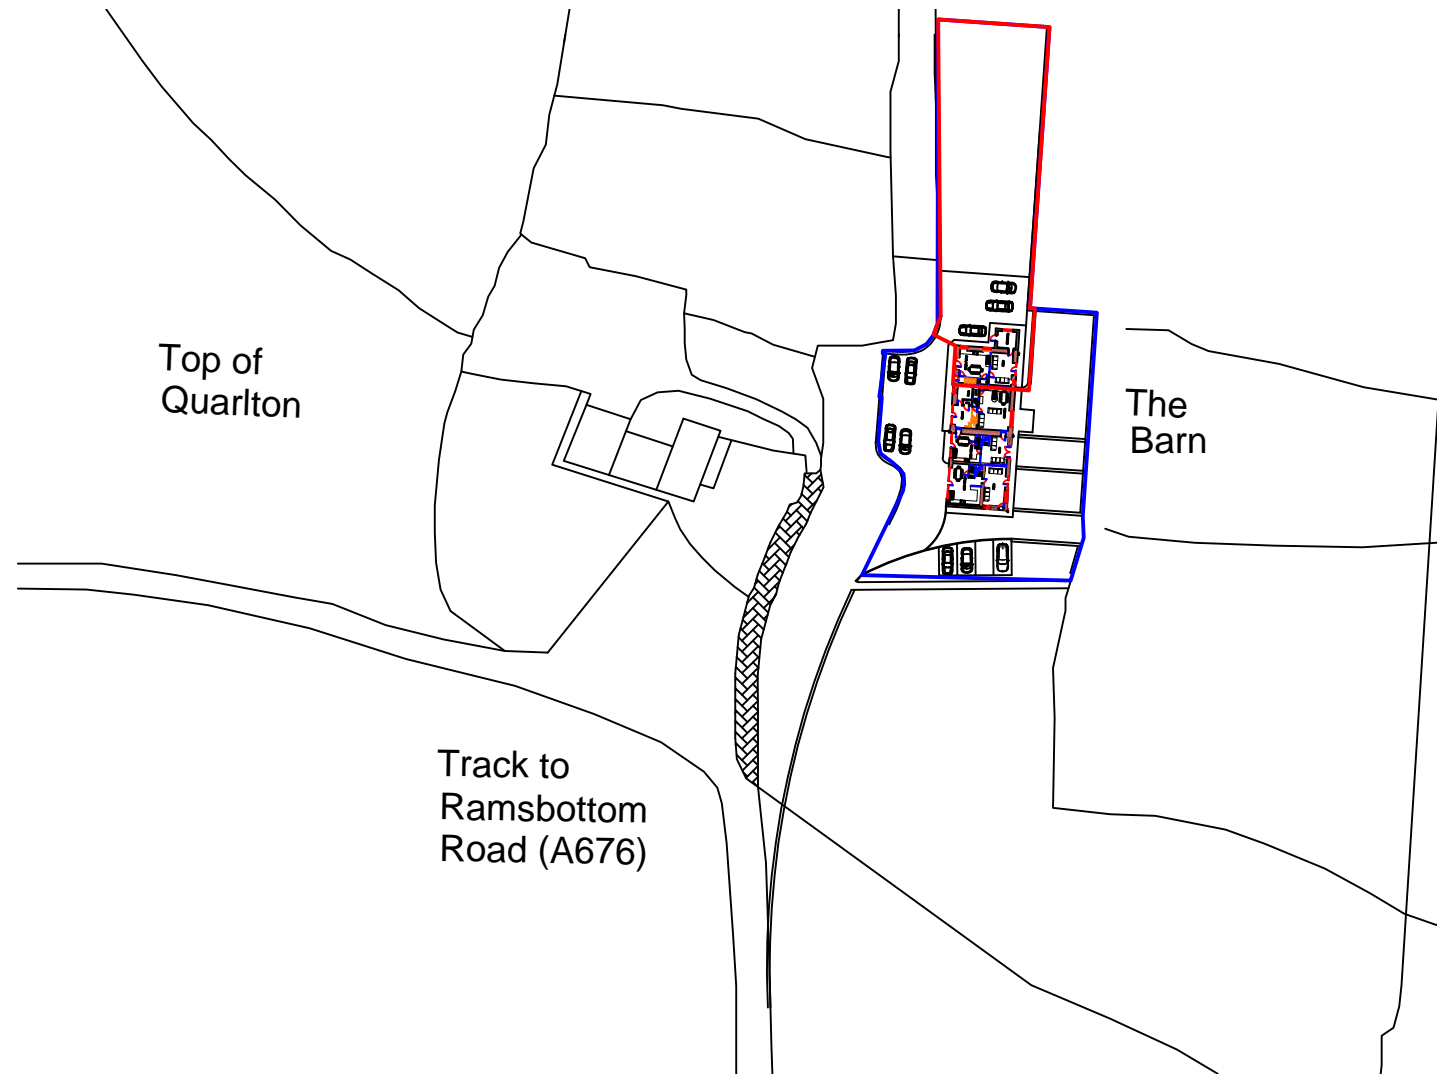 Top of
Quarlton
The
Barn
Track to
Ramsbottom
Road (A676)